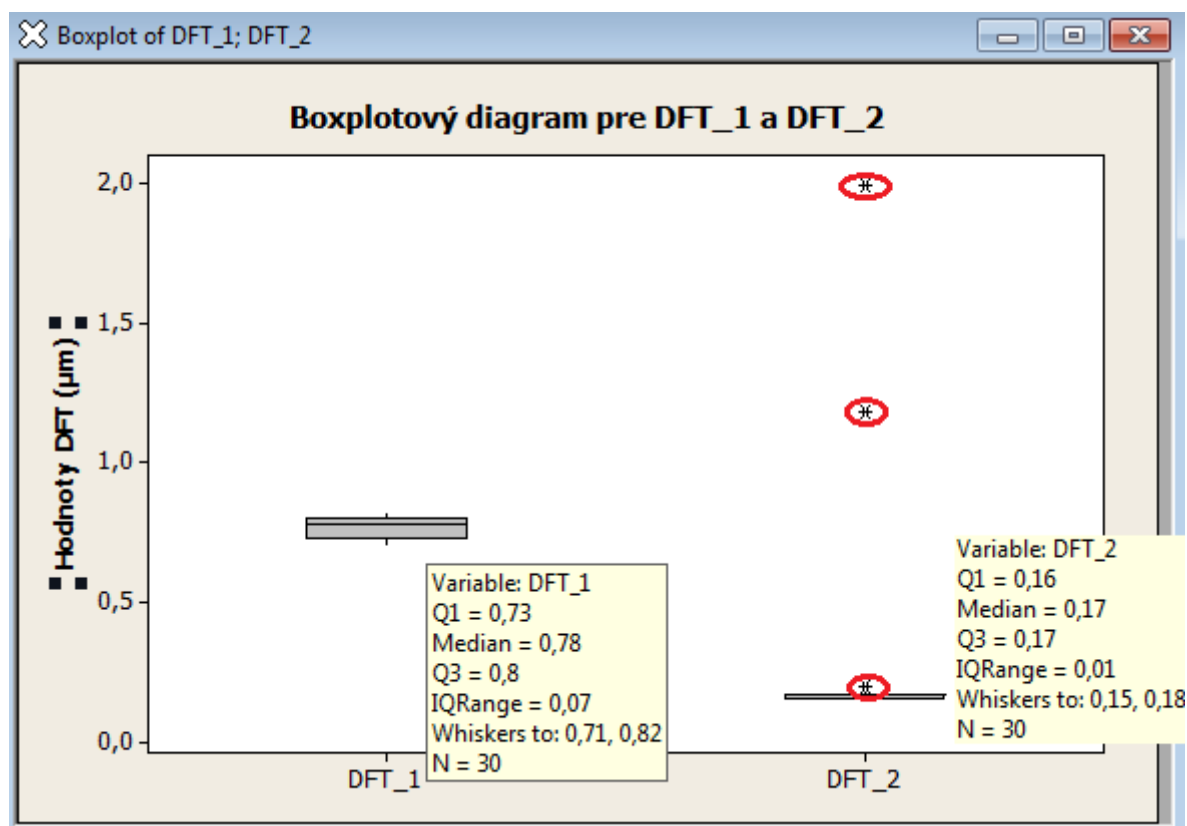 Boxplot of DFT_1; DFT_2
Boxplotový diagram pre DFT_1 a DFT_2
Hodnoty DFT (µm)
2,0
1,5
1,0
0,5
0,0
Variable: DFT_1
Q1 = 0,73
Median = 0,78
Q3 = 0,8
IQRange = 0,07
Whiskers to: 0,71, 0,82
N = 30
Variable: DFT_2
Q1 = 0,16
Median = 0,17
Q3 = 0,17
IQRange = 0,01
Whiskers to: 0,15, 0,18
N = 30
DFT_1
DFT_2